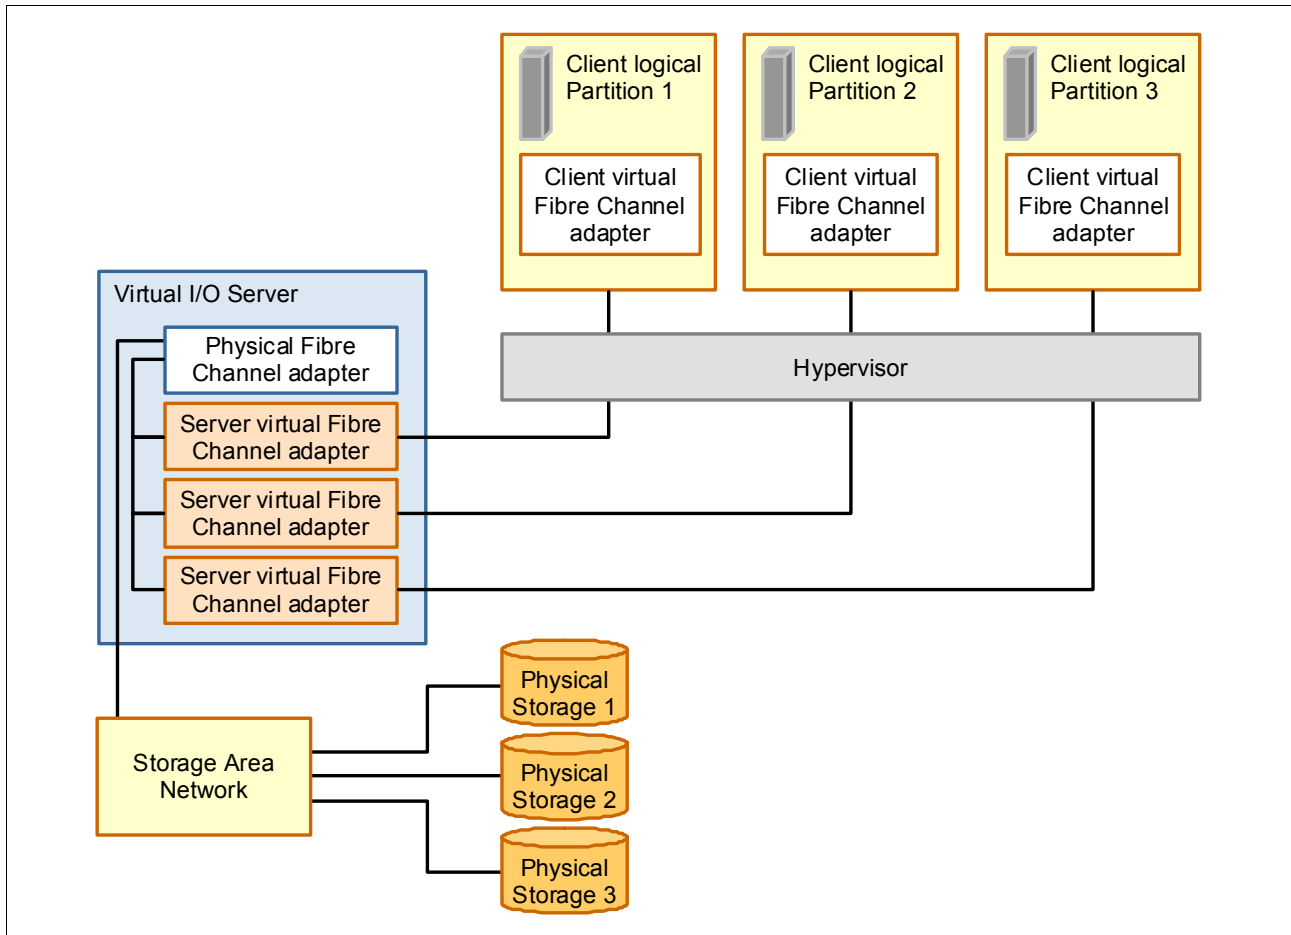 Client logical
Partition 1
Client virtual
Fibre Channel
adapter
Client logical
Partition 2
Client virtual
Fibre Channel
adapter
Client logical
Partition 3
Client virtual
Fibre Channel
adapter
Virtual I/O Server
Physical Fibre
Channel adapter
Hypervisor
Server virtual Fibre
Channel adapter
Server virtual Fibre
Channel adapter
Server virtual Fibre
Channel adapter
Physical
Storage 1
Storage Area
Network
Physical
Storage 2
Physical
Storage 3